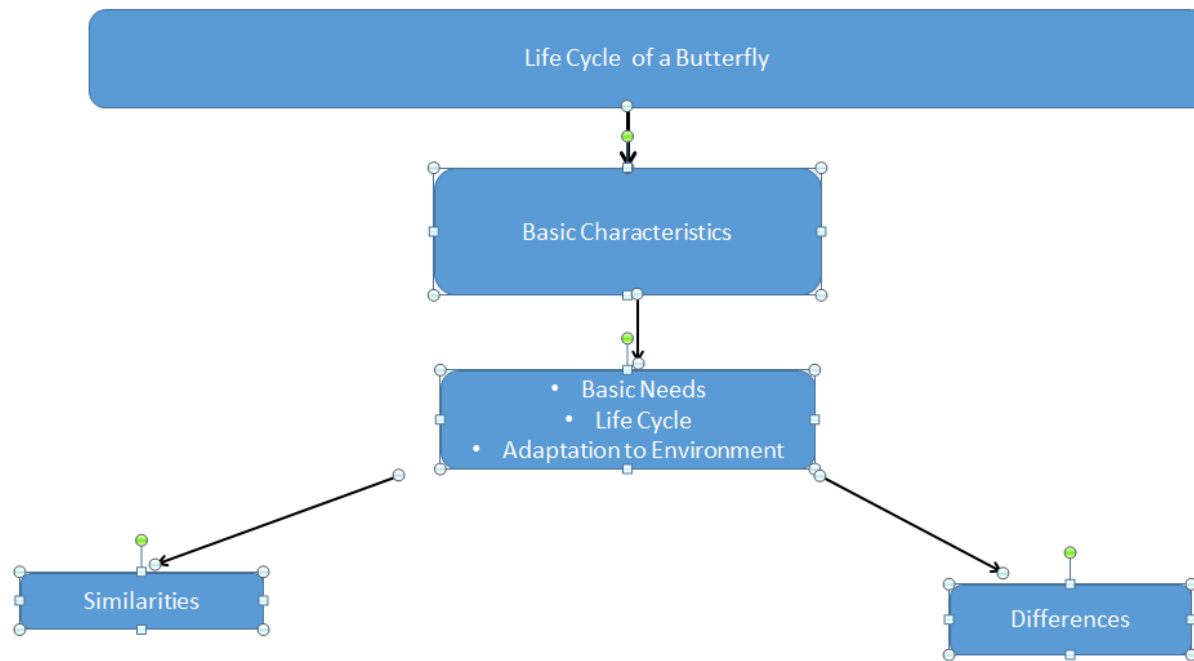 Life Cycle  of a Butterfly
Basic Characteristics
• Basic Needs
• Life Cycle
• Adaptation to Environment
Similarities
Differences